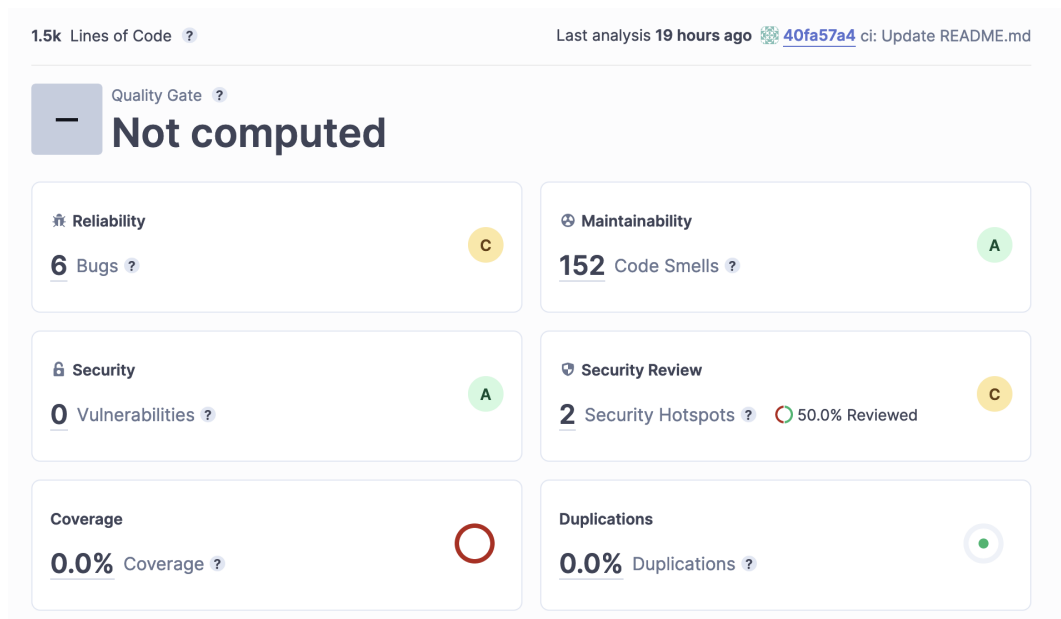 1.5k Lines of Code ? Last analysis 19 hours ago 40fa57a4 ci: Update README.md
Quality Gate ?
Not computed
Reliability
6 Bugs ?
C
Maintainability
152 Code Smells ?
A
Security
0 Vulnerabilities ?
A
Security Review
2 Security Hotspots ? 50.0% Reviewed
C
Coverage
0.0% Coverage ?
Duplications
0.0% Duplications ?